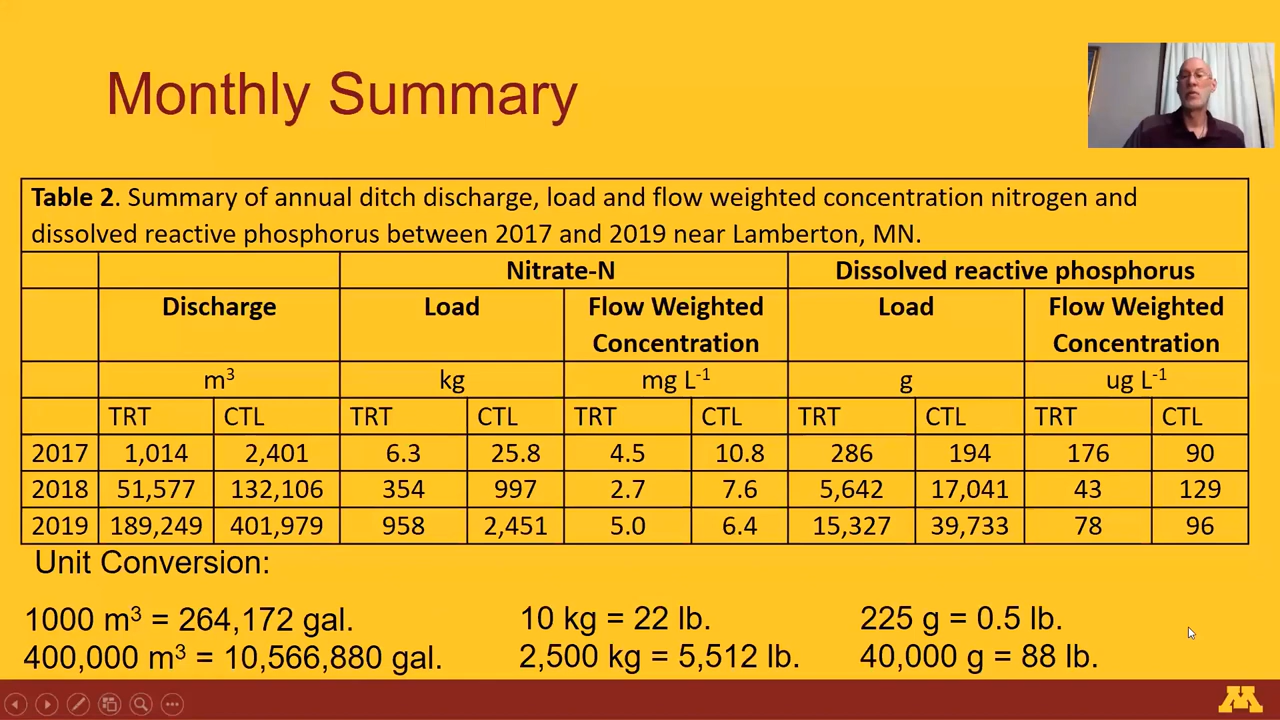 Monthly Summary
Table 2. Summary of annual ditch discharge, load and flow weighted concentration nitrogen and
dissolved reactive phosphorus between 2017 and 2019 near Lamberton, MN.
Nitrate-N Dissolved reactive phosphorus
Discharge Load Flow Weighted Load Flow Weighted
Concentration Concentration
m³ kg mg L⁻¹ g ug L⁻¹
TRT CTL TRT CTL TRT CTL TRT CTL TRT CTL
2017 1,014 2,401 6.3 25.8 4.5 10.8 286 194 176 90
2018 51,577 132,106 354 997 2.7 7.6 5,642 17,041 43 129
2019 189,249 401,979 958 2,451 5.0 6.4 15,327 39,733 78 96
Unit Conversion:
1000 m³ = 264,172 gal. 10 kg = 22 lb. 225 g = 0.5 lb.
400,000 m³ = 10,566,880 gal. 2,500 kg = 5,512 lb. 40,000 g = 88 lb.
M